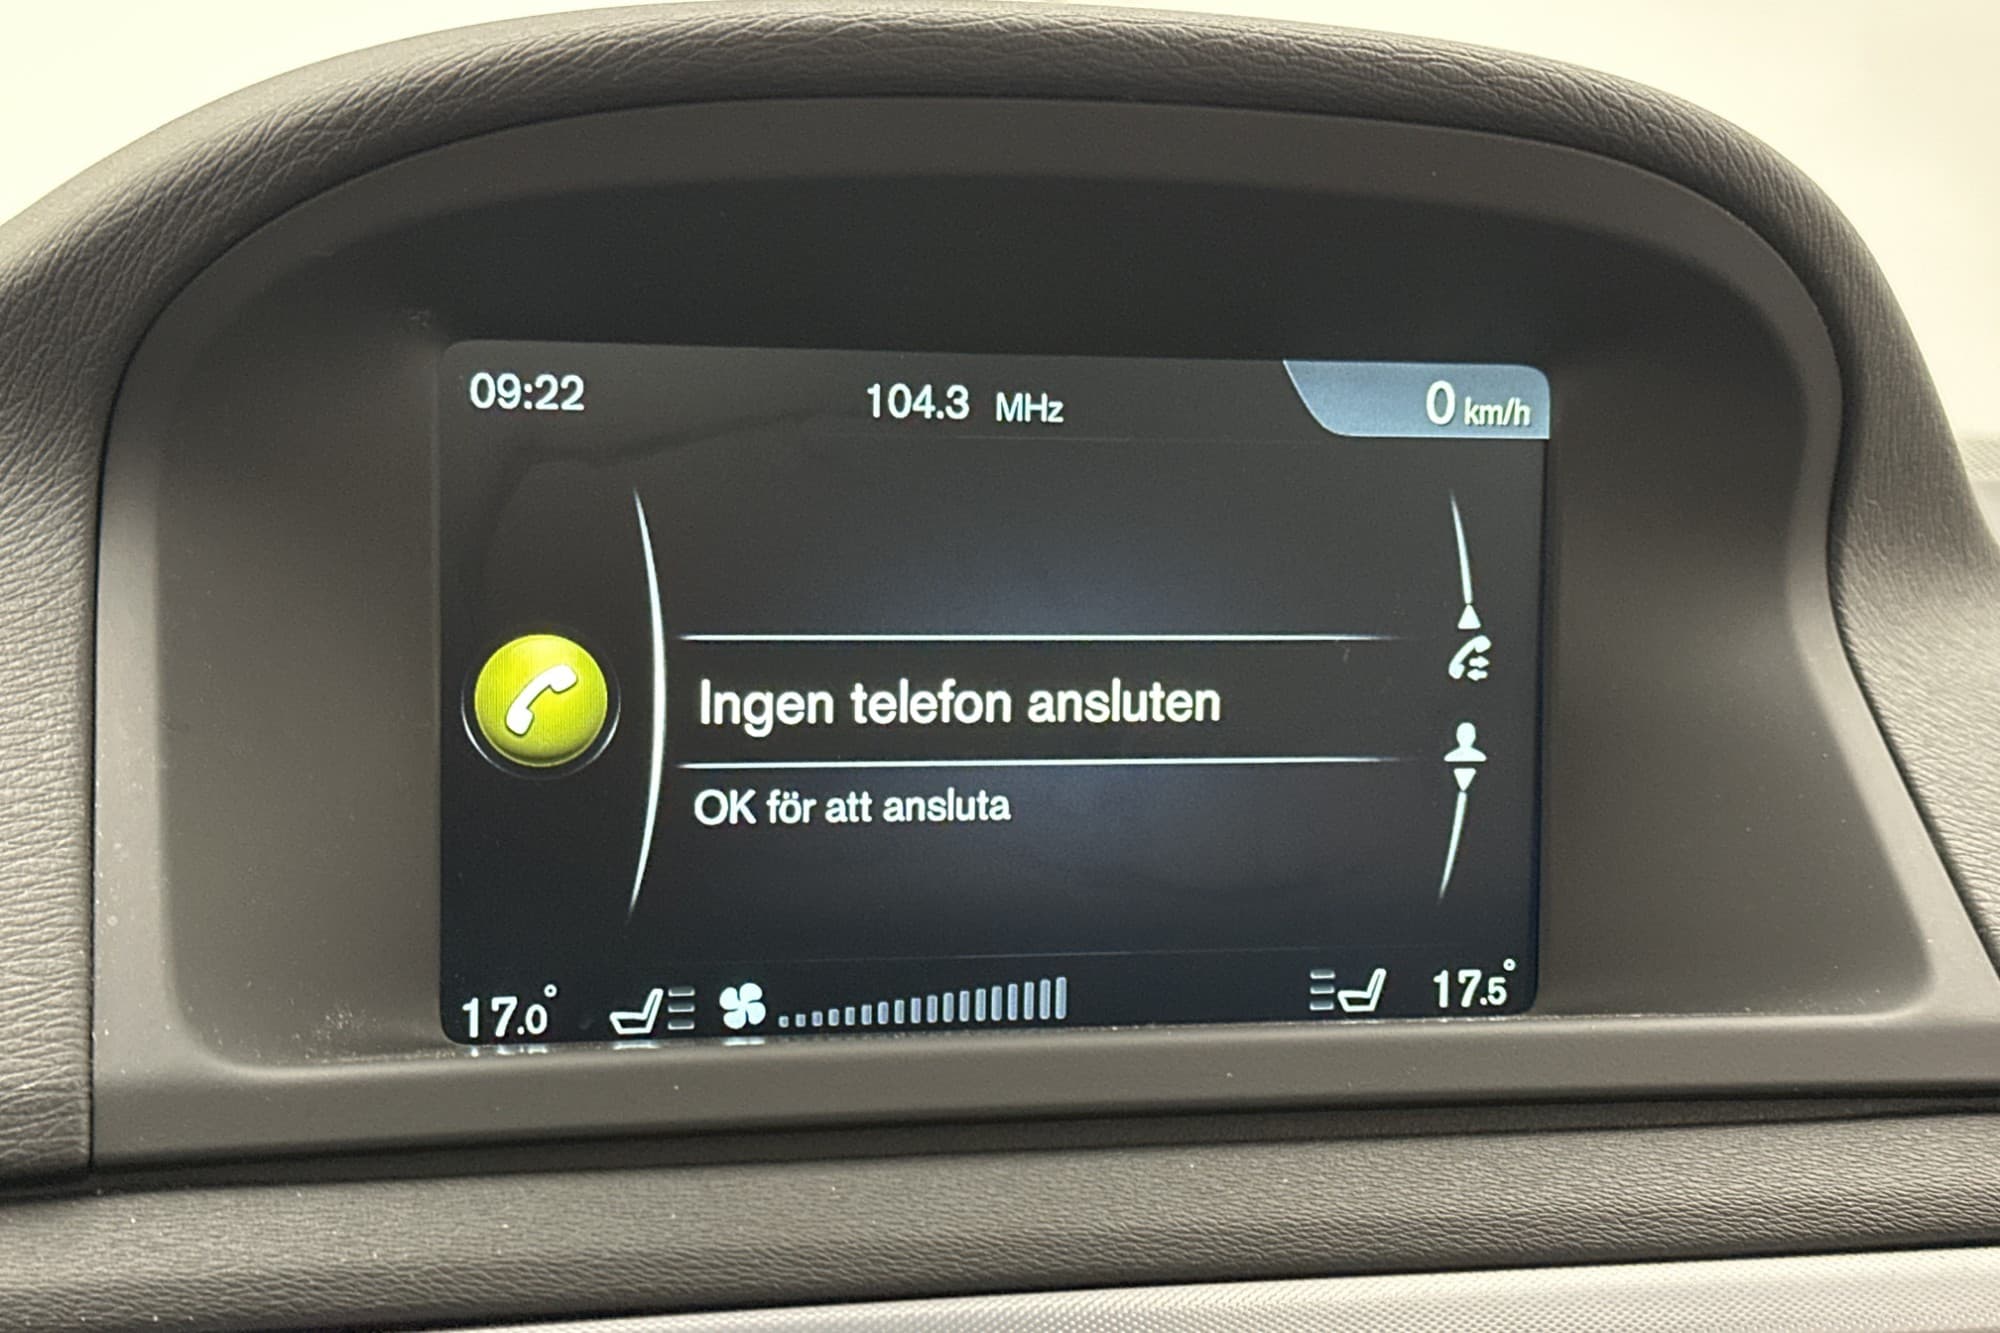 09:22 104.3 MHz 0 km/h
Ingen telefon ansluten
OK för att ansluta
17.0° 17.5°